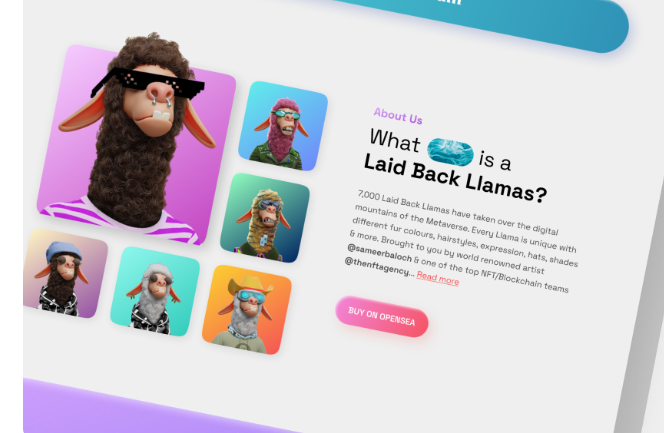 About Us
What is a
Laid Back Llamas?
7,000 Laid Back Llamas have taken over the digital
mountains of the Metaverse. Every Llama is unique with
different fur colours, hairstyles, expression, hats, shades
& more. Brought to you by world renowned artist
@sameerbaloch & one of the top NFT/Blockchain teams
@thenftagency... Read more
BUY ON OPENSEA